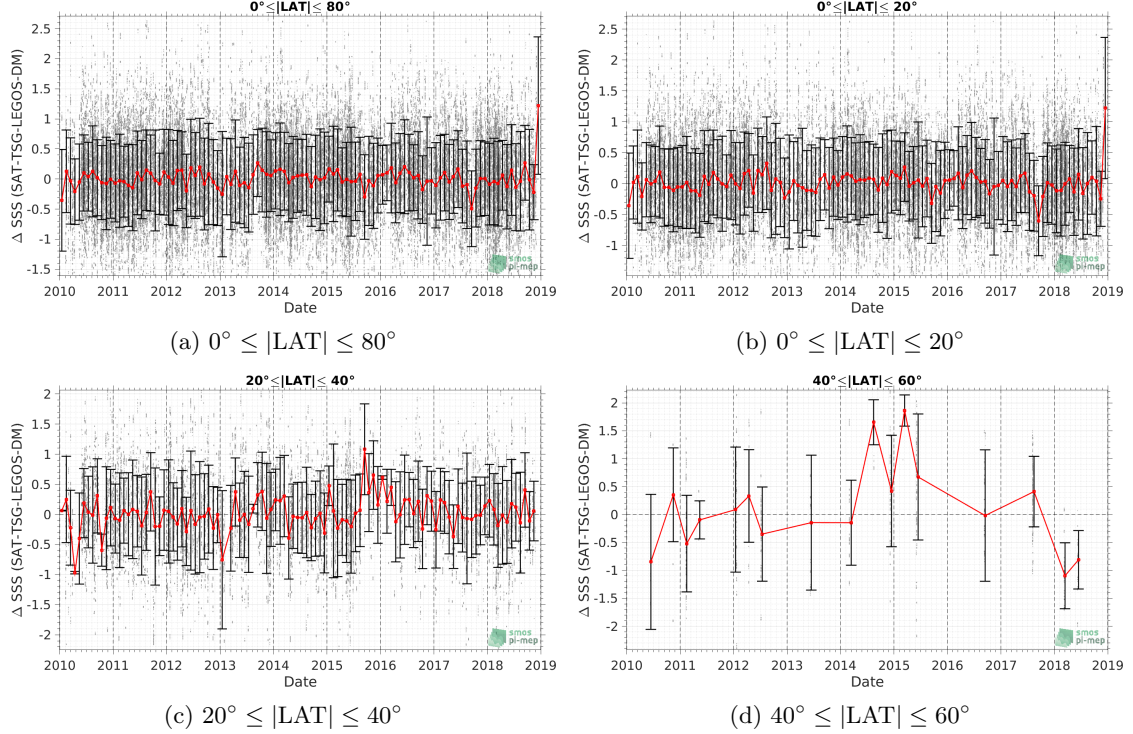 0°≤|LAT|≤ 80°
Δ SSS (SAT-TSG-LEGOS-DM)
2.5
2
1.5
1
0.5
0
-0.5
-1
-1.5
smos
pi-mep
2010 2011 2012 2013 2014 2015 2016 2017 2018 2019
Date
(a) 0° ≤ |LAT| ≤ 80°
0°≤|LAT|≤ 20°
Δ SSS (SAT-TSG-LEGOS-DM)
2.5
2
1.5
1
0.5
0
-0.5
-1
smos
pi-mep
2010 2011 2012 2013 2014 2015 2016 2017 2018 2019
Date
(b) 0° ≤ |LAT| ≤ 20°
20°≤|LAT|≤ 40°
Δ SSS (SAT-TSG-LEGOS-DM)
2
1.5
1
0.5
0
-0.5
-1
-1.5
-2
smos
pi-mep
2010 2011 2012 2013 2014 2015 2016 2017 2018 2019
Date
(c) 20° ≤ |LAT| ≤ 40°
40°≤|LAT|≤ 60°
Δ SSS (SAT-TSG-LEGOS-DM)
2
1.5
1
0.5
0
-0.5
-1
-1.5
-2
smos
pi-mep
2010 2011 2012 2013 2014 2015 2016 2017 2018 2019
Date
(d) 40° ≤ |LAT| ≤ 60°